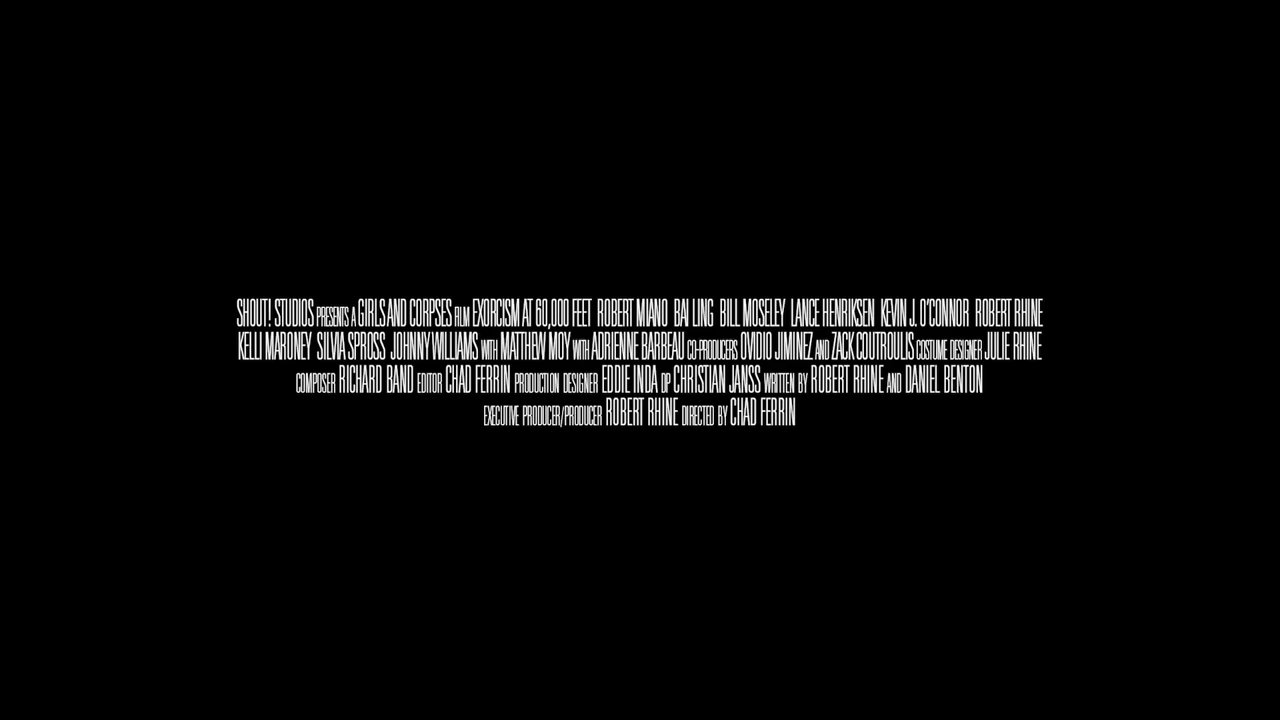 SHOUT! STUDIOS PRESENTS A GIRLS AND CORPSES FILM EXORCISM AT 60,000 FEET ROBERT MIANO BAI LING BILL MOSELEY LANCE HENRIKSEN KEVIN J. O'CONNOR ROBERT RHINE
KELLI MARONEY SILVIA SPROSS JOHNNY WILLIAMS WITH MATTHEW MOY WITH ADRIENNE BARBEAU CO-PRODUCERS OVIDIO JIMINEZ AND ZACK COUTROULIS COSTUME DESIGNER JULIE RHINE
COMPOSER RICHARD BAND EDITOR CHAD FERRIN PRODUCTION DESIGNER EDDIE INDA DP CHRISTIAN JANSS WRITTEN BY ROBERT RHINE AND DANIEL BENTON
EXECUTIVE PRODUCER/PRODUCER ROBERT RHINE DIRECTED BY CHAD FERRIN